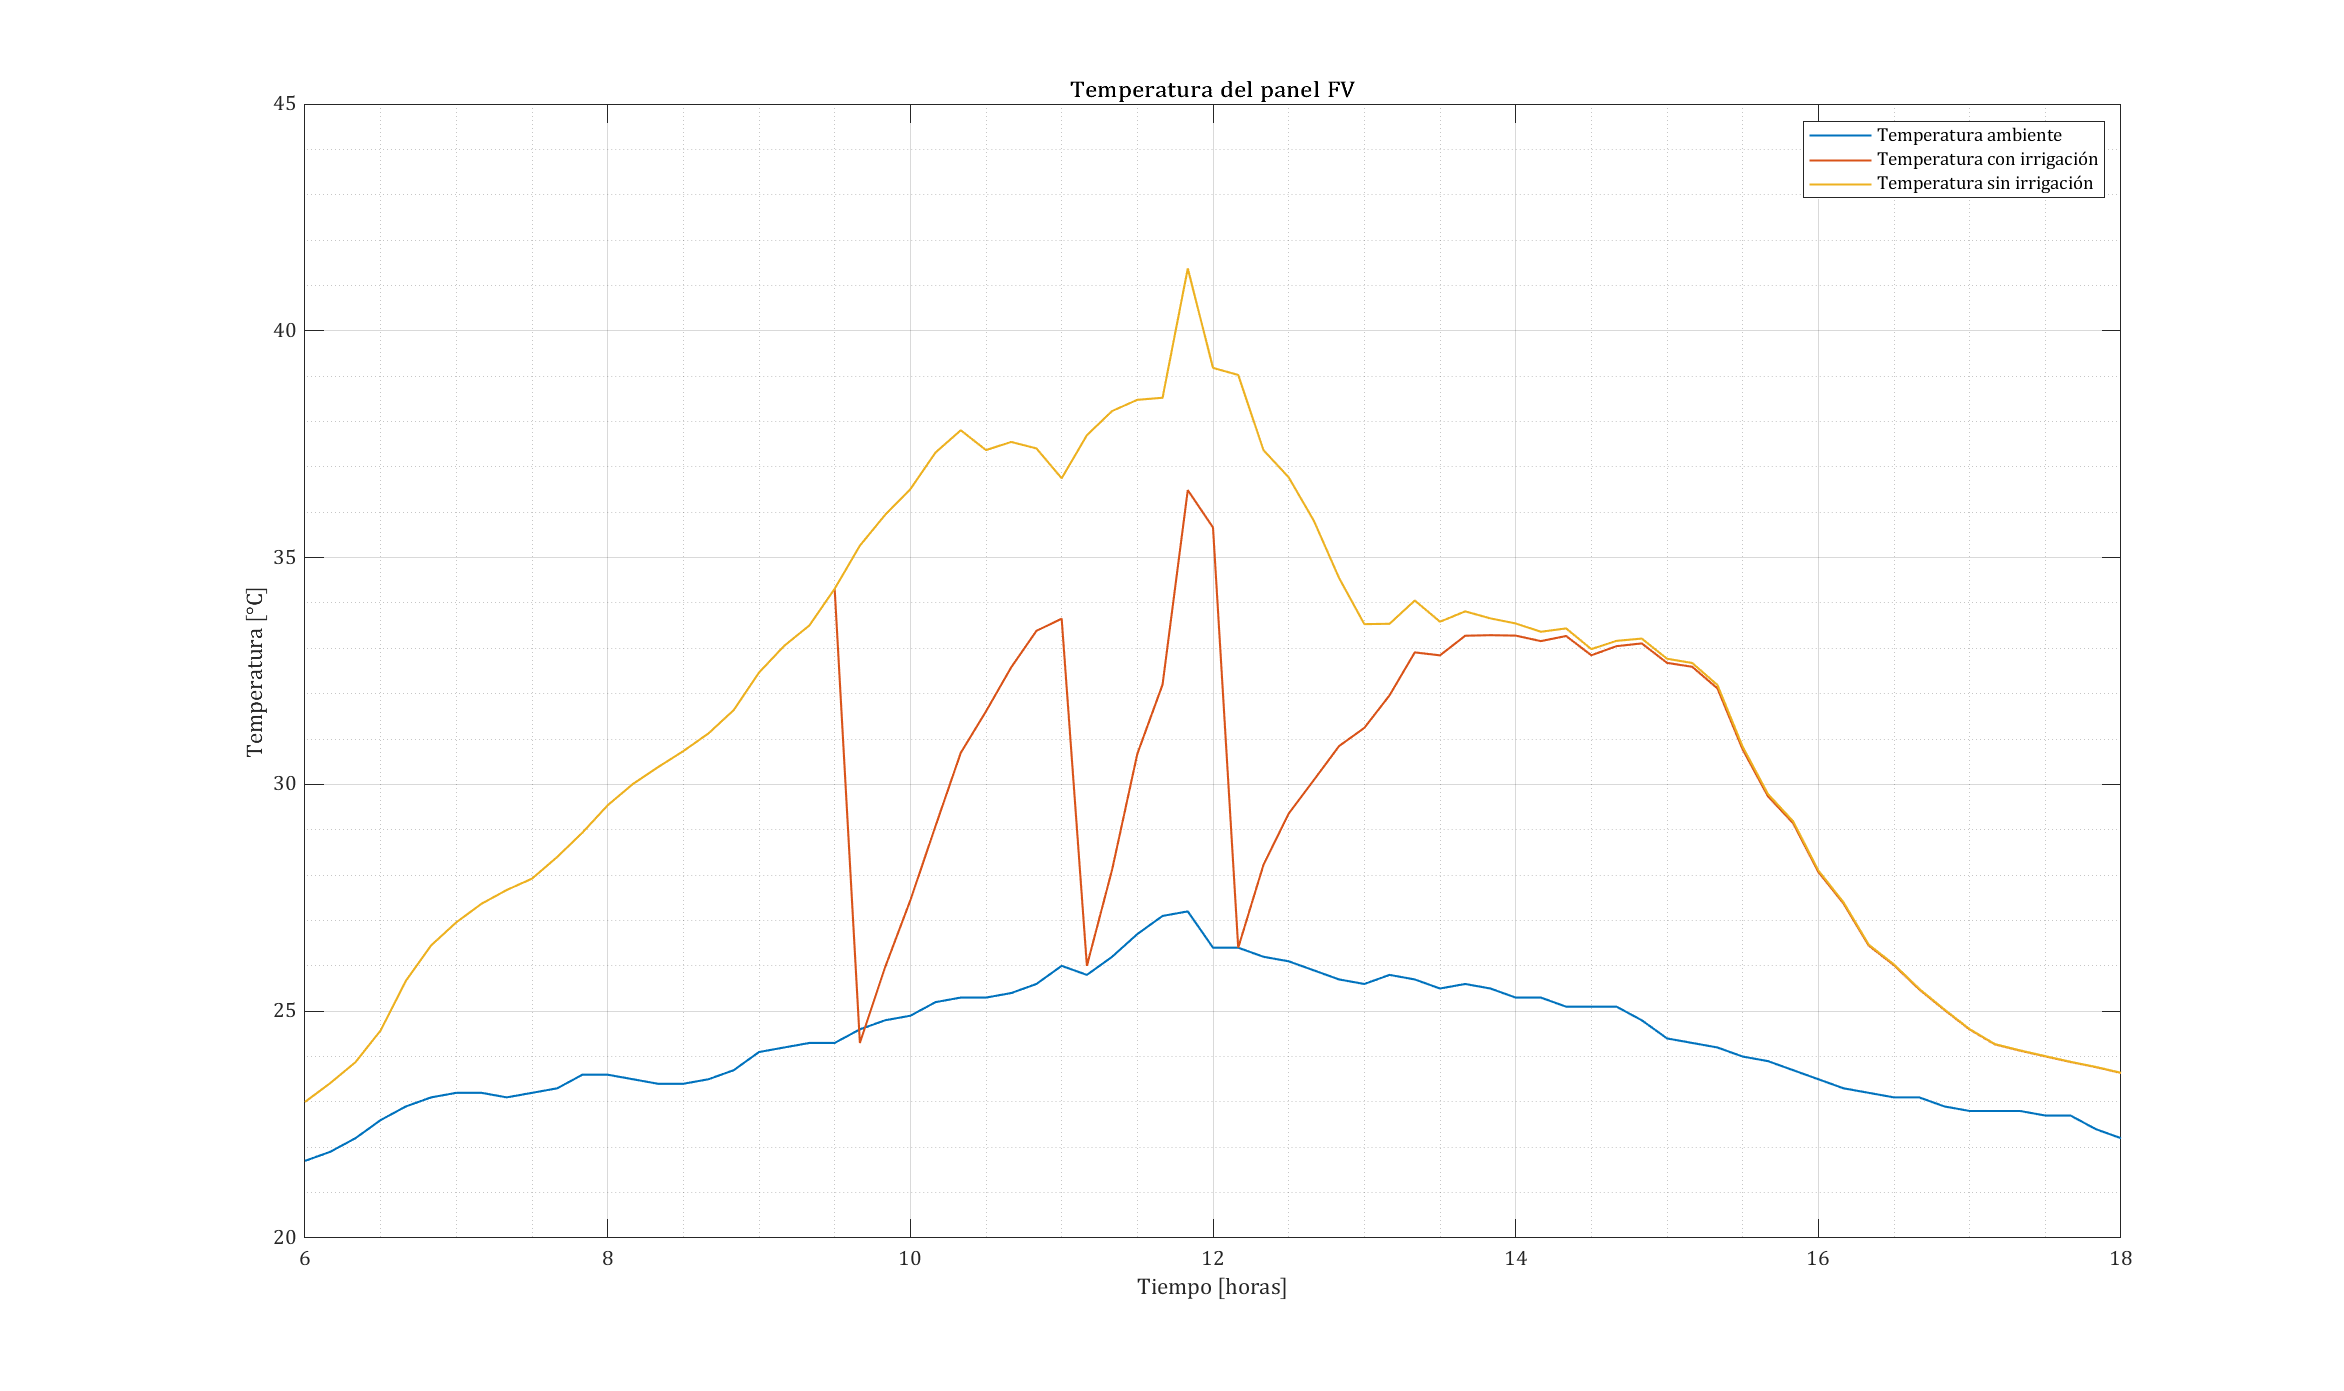 Temperatura del panel FV
45
40
35
30
25
20
Temperatura [°C]
Temperatura ambiente
Temperatura con irrigación
Temperatura sin irrigación
6 8 10 12 14 16 18
Tiempo [horas]